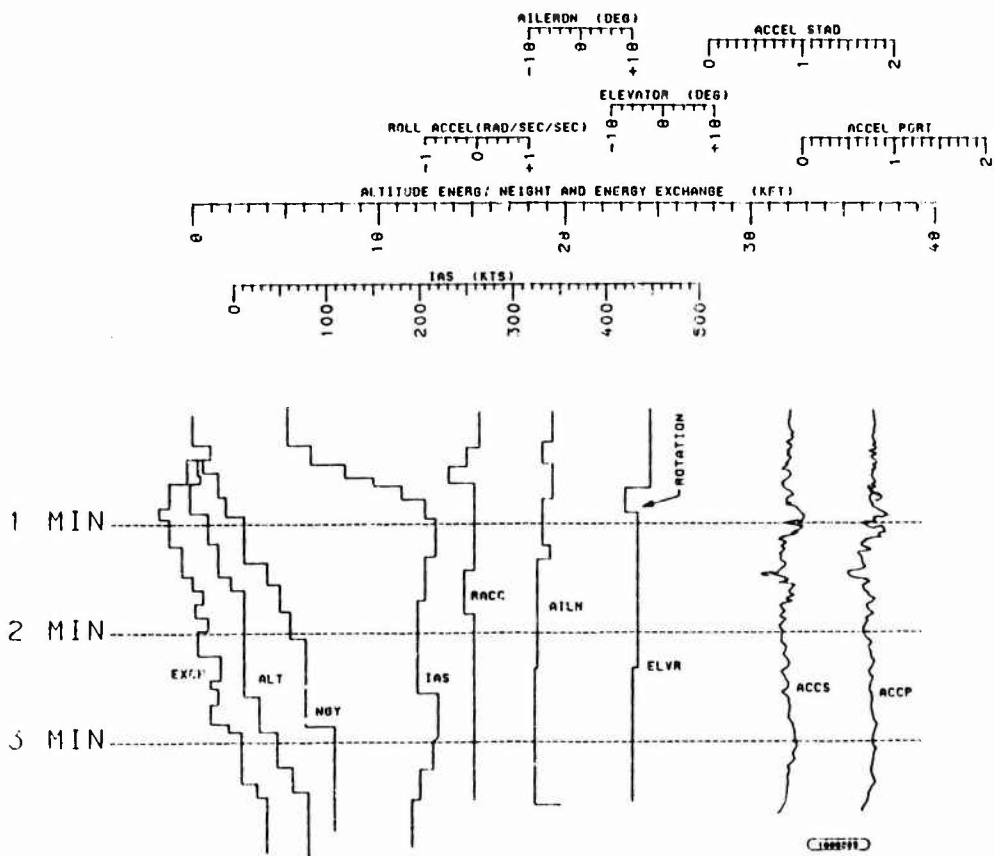 AILERON (DEG)
-10 0 +10
ACCEL STAD
0 1 2
ELEVATOR (DEG)
-10 0 +10
ROLL ACCEL(RAD/SEC/SEC)
-1 0 +1
ACCEL PORT
0 1 2
ALTITUDE ENERG/ WEIGHT AND ENERGY EXCHANGE (KFT)
0 10 20 30 40
IAS (KTS)
0 100 200 300 400 500
ROTATION
1 MIN
RACC
AILN
2 MIN
EXCH
ALT
NGY
IAS
ELVR
ACCS
ACCP
3 MIN